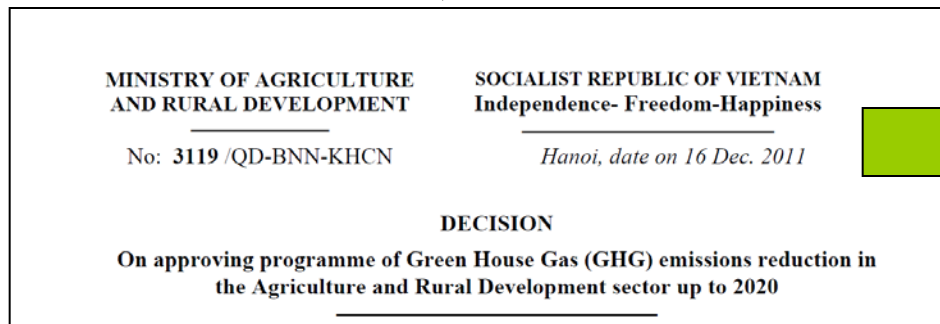 MINISTRY OF AGRICULTURE
AND RURAL DEVELOPMENT
No: 3119 /QD-BNN-KHCN
SOCIALIST REPUBLIC OF VIETNAM
Independence- Freedom-Happiness
Hanoi, date on 16 Dec. 2011
DECISION
On approving programme of Green House Gas (GHG) emissions reduction in
the Agriculture and Rural Development sector up to 2020